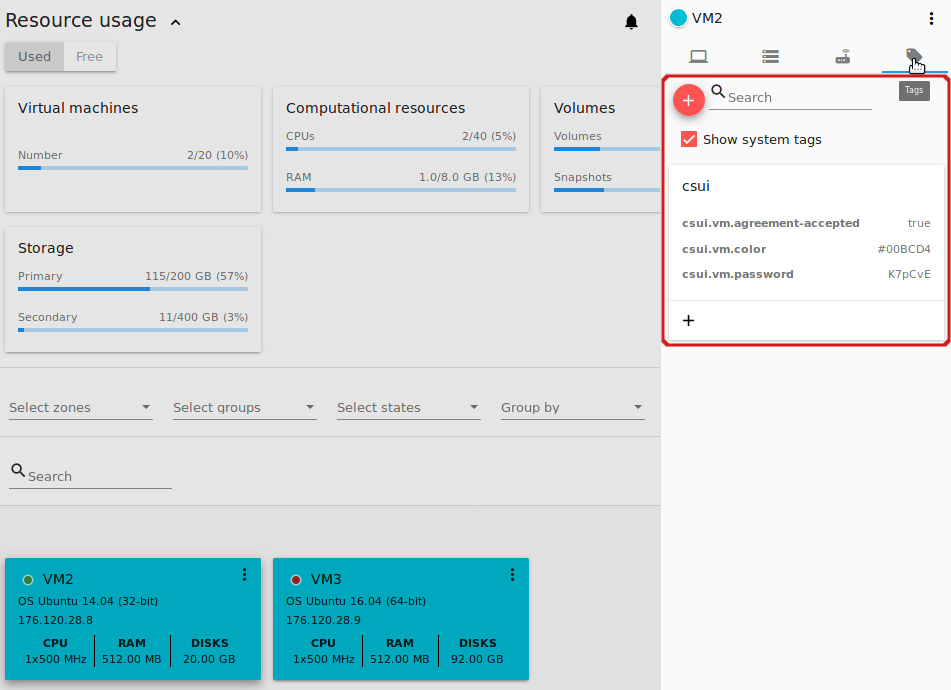 Resource usage
Used Free
Virtual machines
Number 2/20 (10%)
Computational resources
CPUs 2/40 (5%)
RAM 1.0/8.0 GB (13%)
Volumes
Volumes
Snapshots
Storage
Primary 115/200 GB (57%)
Secondary 11/400 GB (3%)
Select zones Select groups Select states Group by
Search
VM2
OS Ubuntu 14.04 (32-bit)
176.120.28.8
CPU RAM DISKS
1x500 MHz 512.00 MB 20.00 GB
VM3
OS Ubuntu 16.04 (64-bit)
176.120.28.9
CPU RAM DISKS
1x500 MHz 512.00 MB 92.00 GB
VM2
Tags
Search
Show system tags
csui
csui.vm.agreement-accepted true
csui.vm.color #00BCD4
csui.vm.password K7pCvE